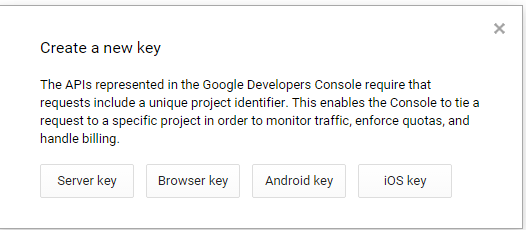 Create a new key
The APIs represented in the Google Developers Console require that
requests include a unique project identifier. This enables the Console to tie a
request to a specific project in order to monitor traffic, enforce quotas, and
handle billing.
Server key
Browser key
Android key
iOS key